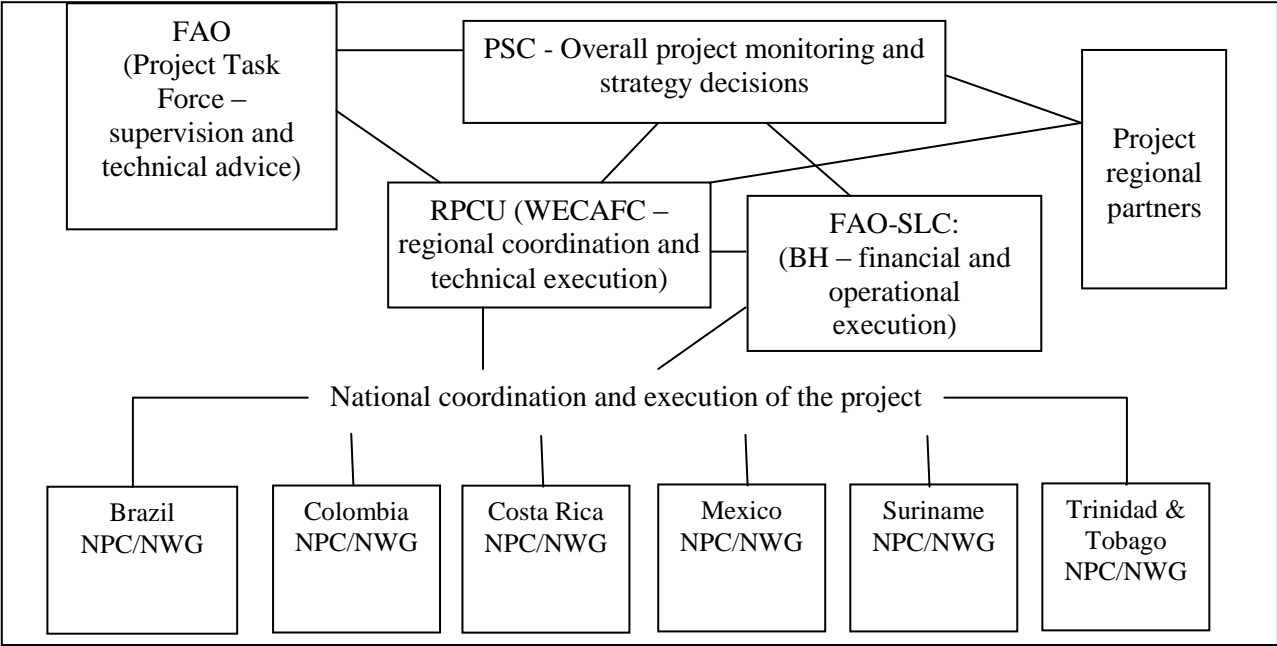 FAO
(Project Task
Force –
supervision and
technical advice)
PSC - Overall project monitoring and
strategy decisions
Project
regional
partners
RPCU (WECAFC –
regional coordination and
technical execution)
FAO-SLC:
(BH – financial and
operational
execution)
National coordination and execution of the project
Brazil
NPC/NWG
Colombia
NPC/NWG
Costa Rica
NPC/NWG
Mexico
NPC/NWG
Suriname
NPC/NWG
Trinidad &
Tobago
NPC/NWG